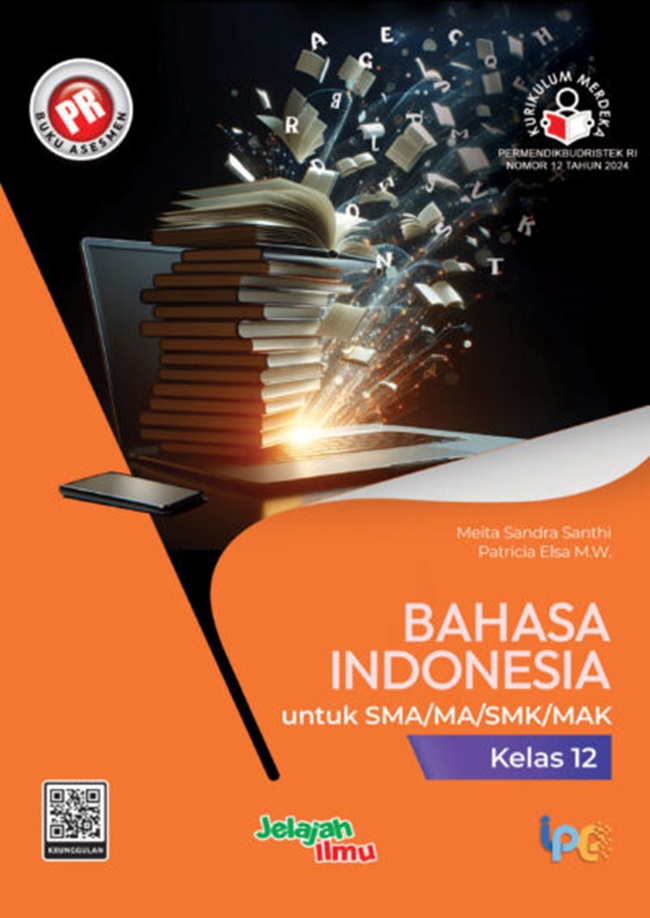 PR
BUKU ASESMEN
KURIKULUM MERDEKA
PERMENDIKBUDRISTEK RI
NOMOR 12 TAHUN 2024
A E
G
B
R
L
O
N S
K
T
Meita Sandra Santhi
Patricia Elsa M.W.
BAHASA
INDONESIA
untuk SMA/MA/SMK/MAK
Kelas 12
KEUNGGULAN
Jelajah
ilmu
ipc